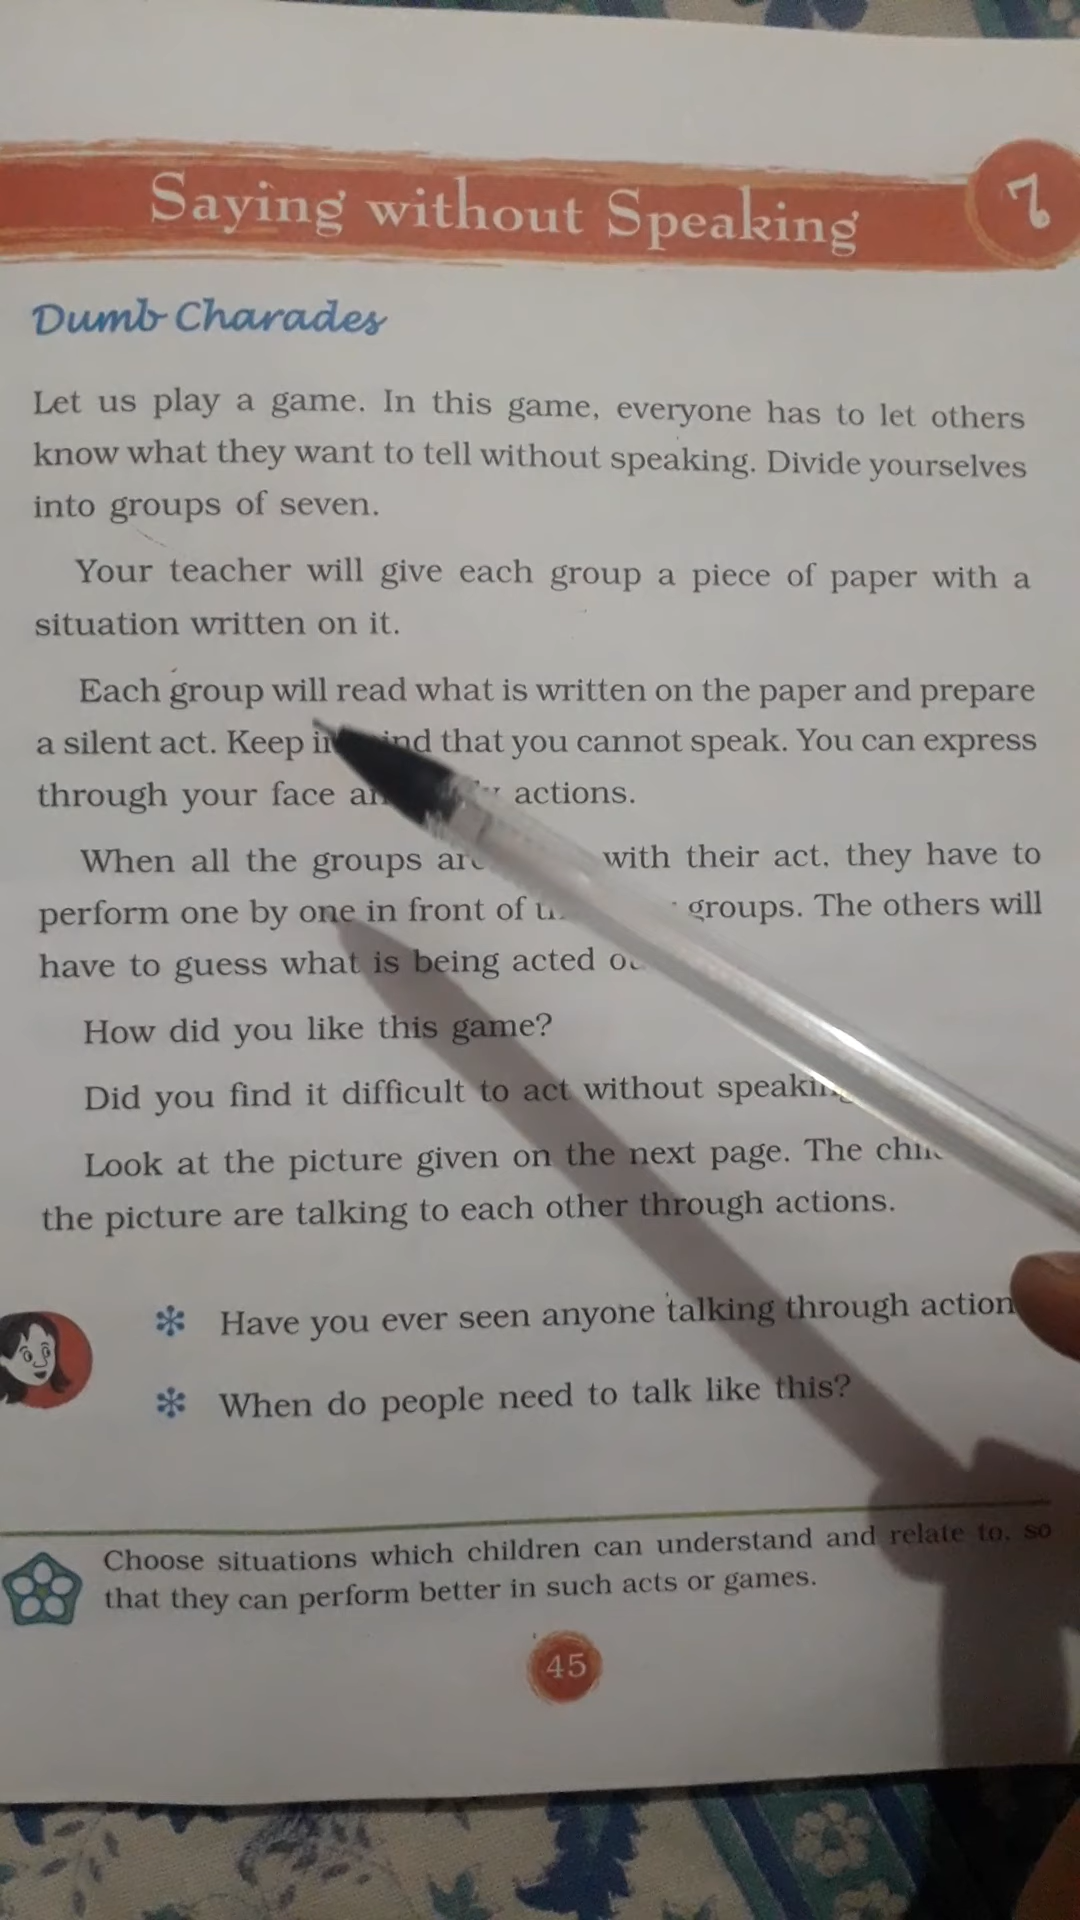 Saying without Speaking
7
Dumb Charades
Let us play a game. In this game, everyone has to let others
know what they want to tell without speaking. Divide yourselves
into groups of seven.
Your teacher will give each group a piece of paper with a
situation written on it.
Each group will read what is written on the paper and prepare
a silent act. Keep in mind that you cannot speak. You can express
through your face actions.
When all the groups are with their act, they have to
perform one by one in front of groups. The others will
have to guess what is being acted
How did you like this game?
Did you find it difficult to act without speaking
Look at the picture given on the next page. The
the picture are talking to each other through actions.
Have you ever seen anyone talking through action
When do people need to talk like this?
Choose situations which children can understand and relate to, so
that they can perform better in such acts or games.
45